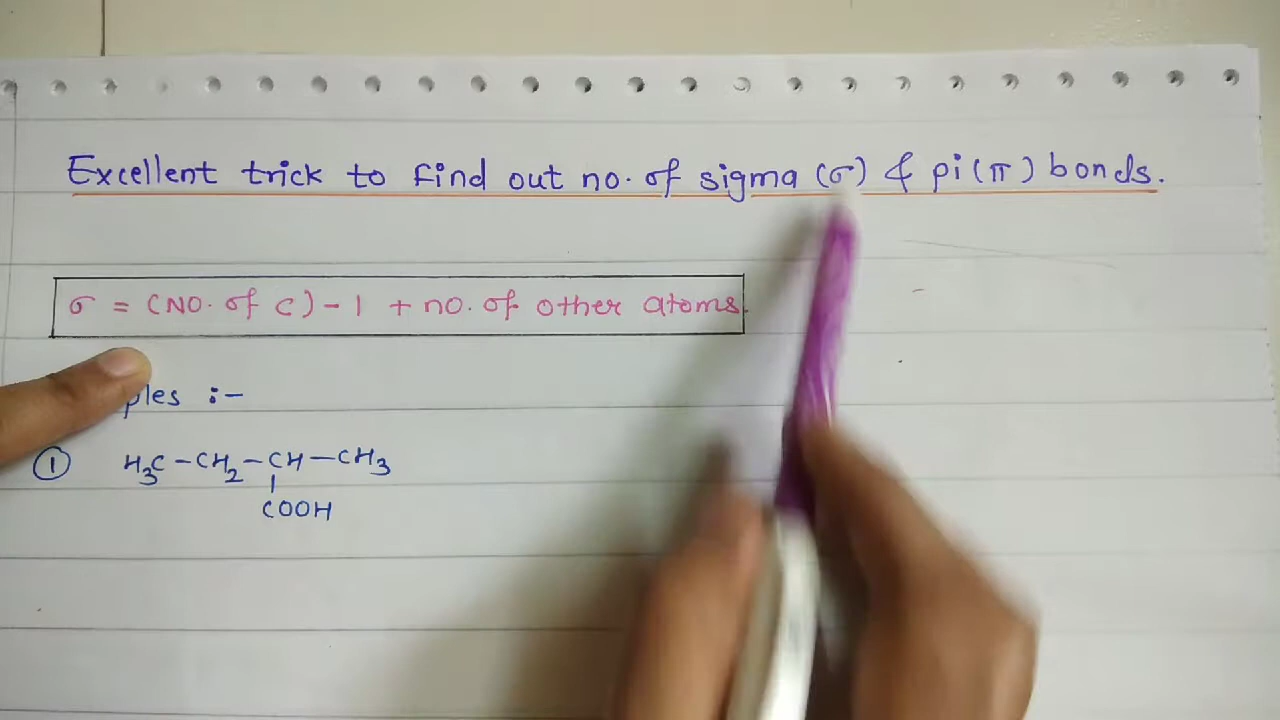 Excellent trick to find out no. of sigma (σ) & pi (π) bonds.
σ = (NO. of C) - 1 + no. of other atoms.
ples :-
① H₃C - CH₂ - CH - CH₃
|
COOH